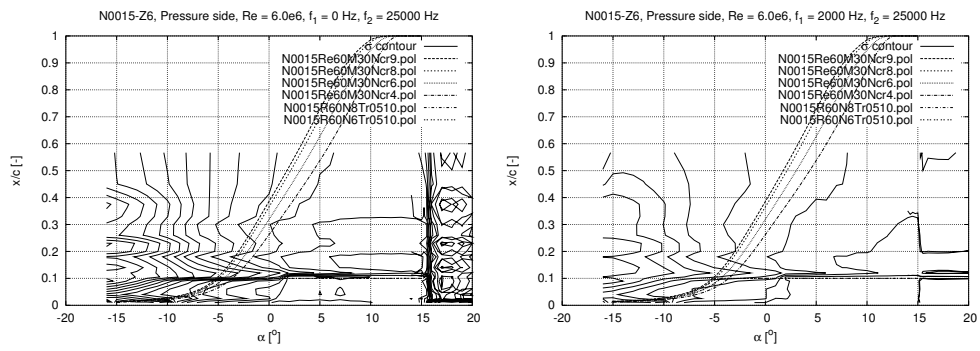 N0015-Z6, Pressure side, Re = 6.0e6, f1 = 0 Hz, f2 = 25000 Hz
σ contour
N0015Re60M30Ncr9.pol
N0015Re60M30Ncr8.pol
N0015Re60M30Ncr6.pol
N0015Re60M30Ncr4.pol
N0015R60N8Tr0510.pol
N0015R60N6Tr0510.pol
x/c [-]
1
0.9
0.8
0.7
0.6
0.5
0.4
0.3
0.2
0.1
0
-20 -15 -10 -5 0 5 10 15 20
α [o]
N0015-Z6, Pressure side, Re = 6.0e6, f1 = 2000 Hz, f2 = 25000 Hz
σ contour
N0015Re60M30Ncr9.pol
N0015Re60M30Ncr8.pol
N0015Re60M30Ncr6.pol
N0015Re60M30Ncr4.pol
N0015R60N8Tr0510.pol
N0015R60N6Tr0510.pol
x/c [-]
1
0.9
0.8
0.7
0.6
0.5
0.4
0.3
0.2
0.1
0
-20 -15 -10 -5 0 5 10 15 20
α [o]